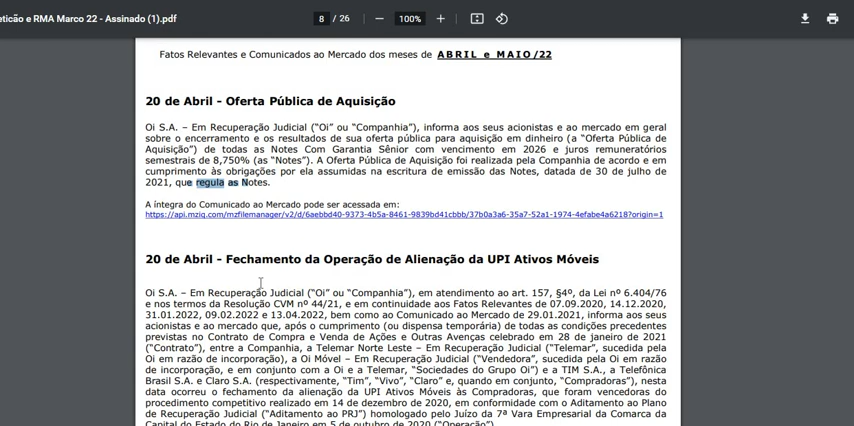 etição e RMA Marco 22 - Assinado (1).pdf
8 / 26
100%
Fatos Relevantes e Comunicados ao Mercado dos meses de ABRIL e MAIO/22
20 de Abril - Oferta Pública de Aquisição
Oi S.A. – Em Recuperação Judicial (“Oi” ou “Companhia”), informa aos seus acionistas e ao mercado em geral
sobre o encerramento e os resultados de sua oferta pública para aquisição em dinheiro (a “Oferta Pública de
Aquisição”) de todas as Notes Com Garantia Sênior com vencimento em 2026 e juros remuneratórios
semestrais de 8,750% (as “Notes”). A Oferta Pública de Aquisição foi realizada pela Companhia de acordo e em
cumprimento às obrigações por ela assumidas na escritura de emissão das Notes, datada de 30 de julho de
2021, que regula as Notes.
A íntegra do Comunicado ao Mercado pode ser acessada em:
https://api.mziq.com/mzfilemanager/v2/d/6aebbd40-9373-4b5a-8461-9839bd41cbbb/37b0a3a6-35a7-52a1-1974-4efabe4a6218?origin=1
20 de Abril - Fechamento da Operação de Alienação da UPI Ativos Móveis
Oi S.A. – Em Recuperação Judicial (“Oi” ou “Companhia”), em atendimento ao art. 157, §4º, da Lei nº 6.404/76
e nos termos da Resolução CVM nº 44/21, e em continuidade aos Fatos Relevantes de 07.09.2020, 14.12.2020,
31.01.2022, 09.02.2022 e 13.04.2022, bem como ao Comunicado ao Mercado de 29.01.2021, informa aos seus
acionistas e ao mercado que, após o cumprimento (ou dispensa temporária) de todas as condições precedentes
previstas no Contrato de Compra e Venda de Ações e Outras Avenças celebrado em 28 de janeiro de 2021
(“Contrato”), entre a Companhia, a Telemar Norte Leste – Em Recuperação Judicial (“Telemar”, sucedida pela
Oi em razão de incorporação), a Oi Móvel – Em Recuperação Judicial (“Vendedora”, sucedida pela Oi em razão
de incorporação, e em conjunto com a Oi e a Telemar, “Sociedades do Grupo Oi”) e a TIM S.A., a Telefônica
Brasil S.A. e Claro S.A. (respectivamente, “Tim”, “Vivo”, “Claro” e, quando em conjunto, “Compradoras”), nesta
data ocorreu o fechamento da alienação da UPI Ativos Móveis às Compradoras, que foram vencedoras do
procedimento competitivo realizado em 14 de dezembro de 2020, em conformidade com o Aditamento ao Plano
de Recuperação Judicial (“Aditamento ao PRJ”) homologado pelo Juízo da 7ª Vara Empresarial da Comarca da
Capital do Estado do Rio de Janeiro em 5 de outubro de 2020 (“Operação”).